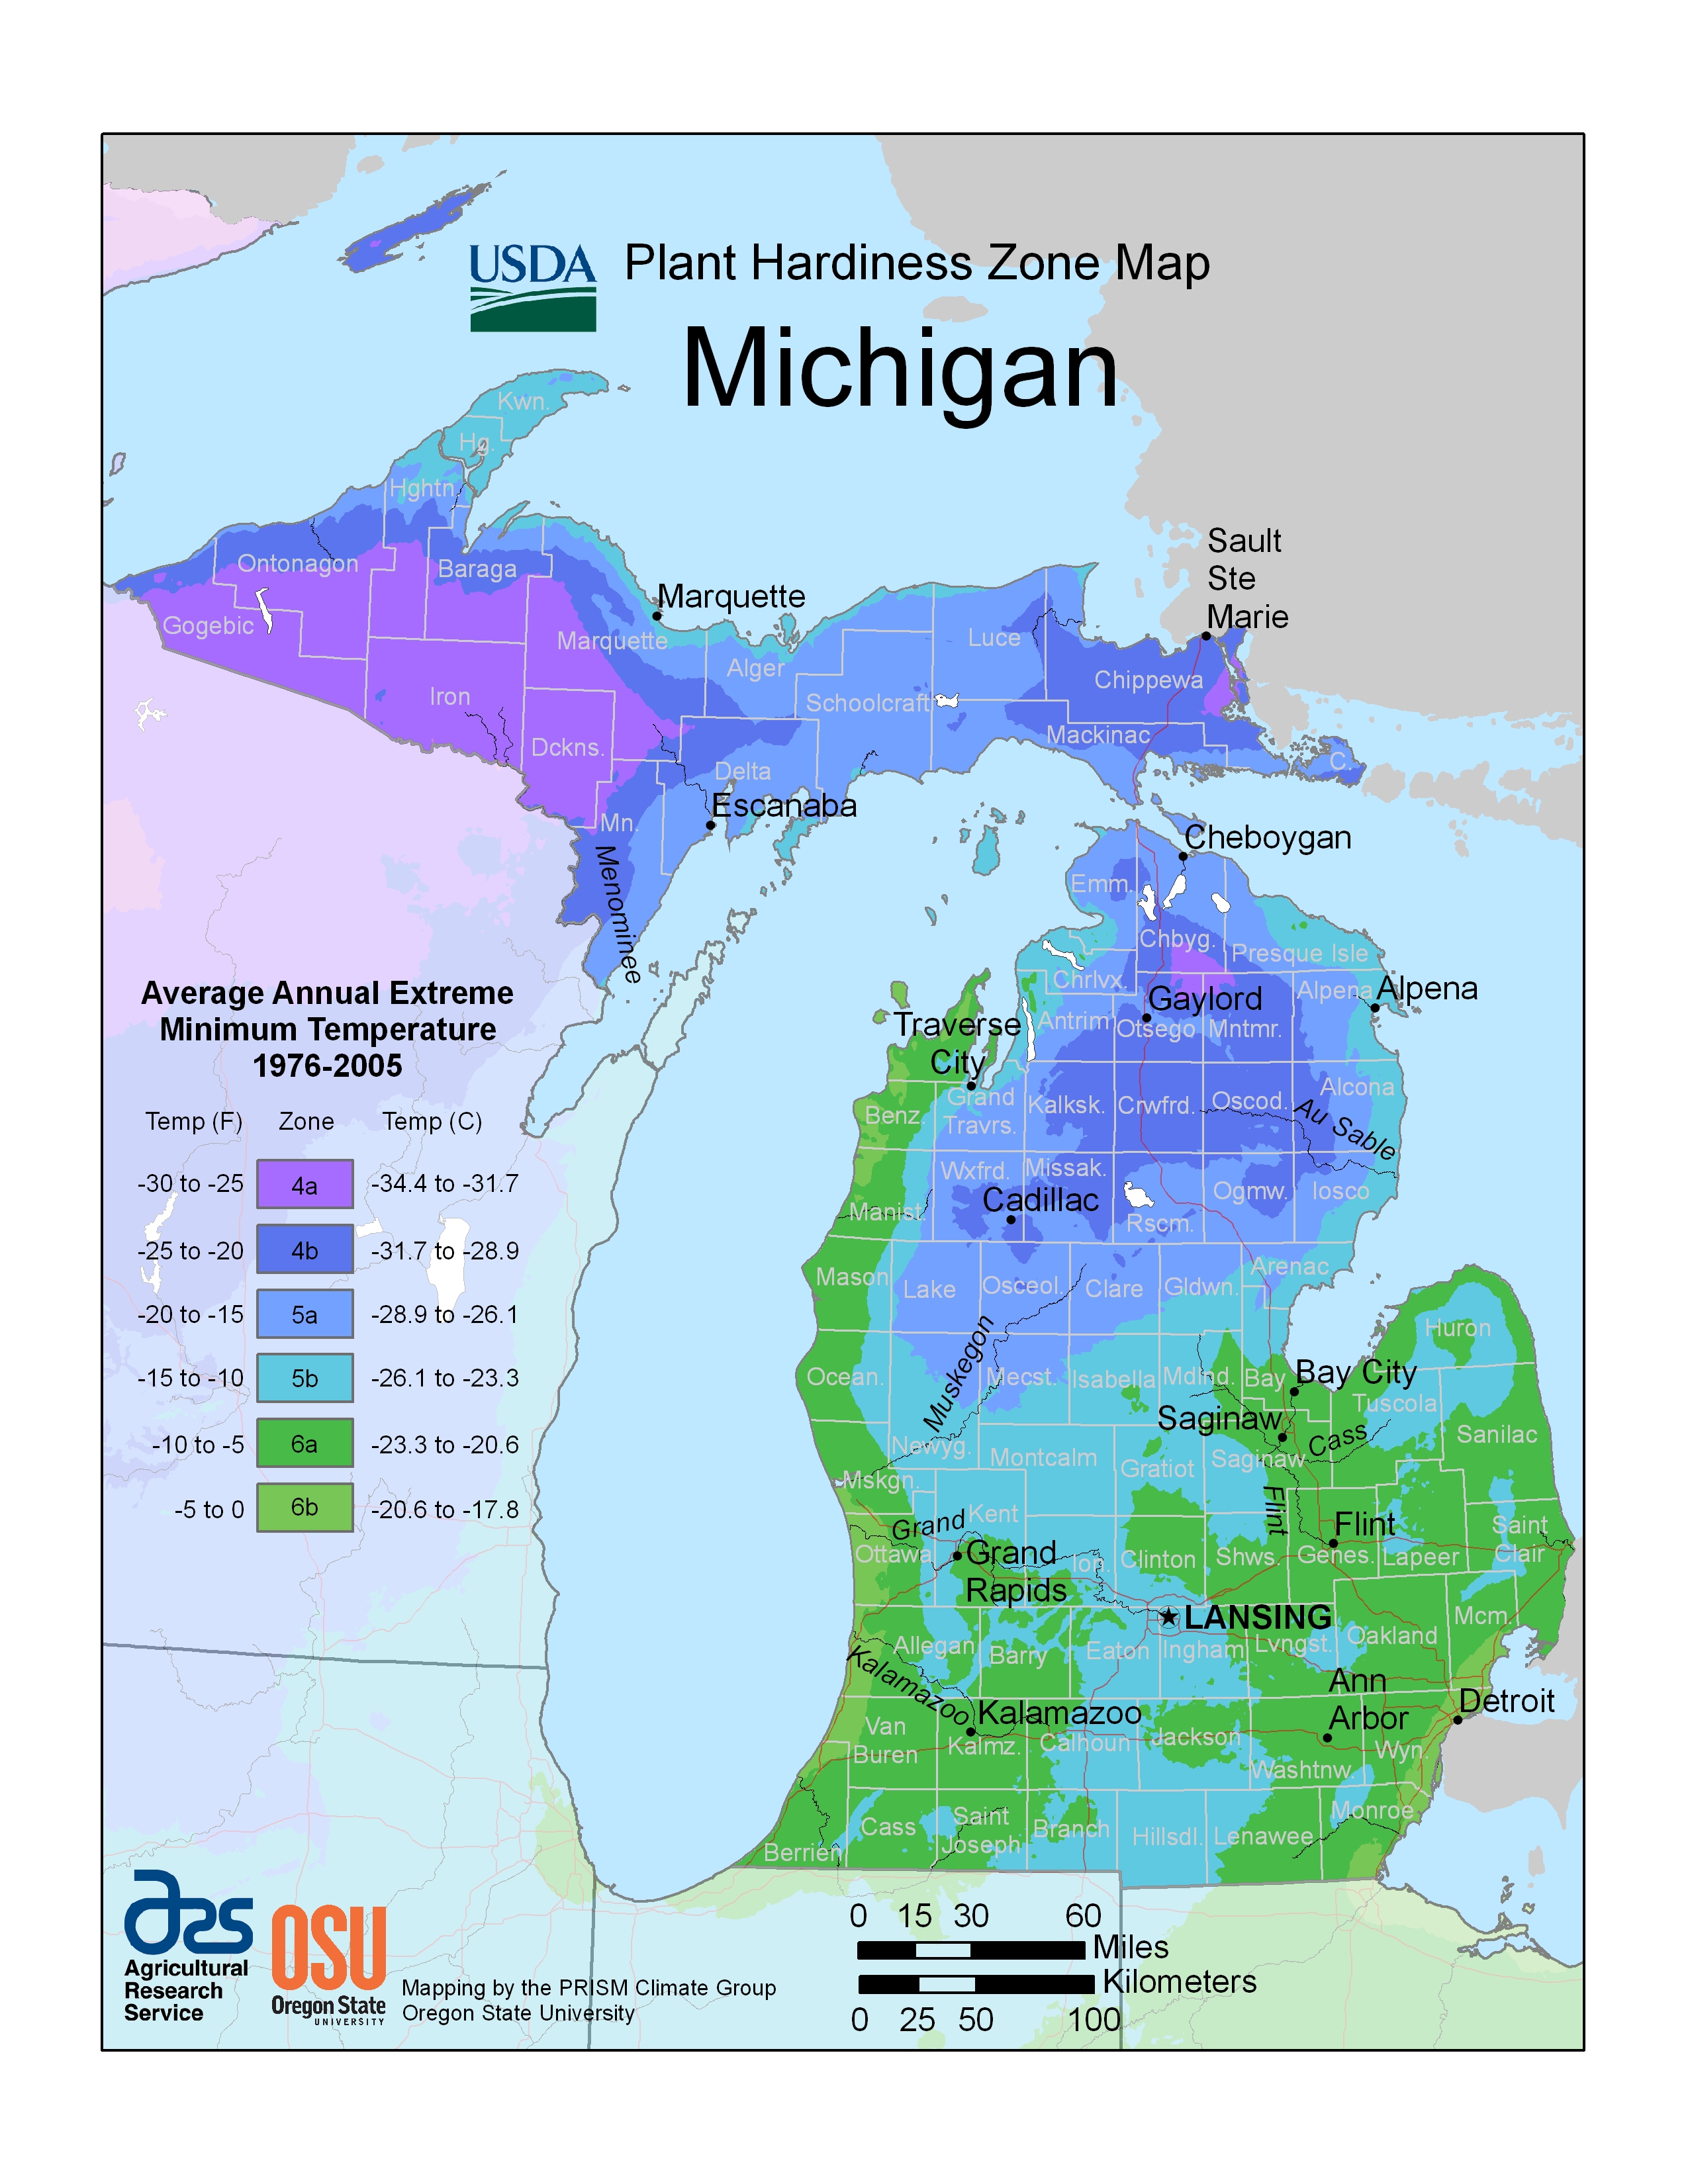 USDA
Plant Hardiness Zone Map
Michigan
Kwn.
Hg.
Hghtn.
Ontonagon
Baraga
Gogebic
Marquette
Marquette
Iron
Dckns.
Alger
Schoolcraft
Luce
Sault
Ste
Marie
Chippewa
Mackinac
C.
Delta
Escanaba
Mn.
Menominee
Cheboygan
Emm.
Chbyg.
Presque Isle
Chrlvx.
Gaylord
Alpena
Alpena
Antrim
Otsego
Mntmr.
Traverse
City
Benz.
Grand
Travrs.
Kalksk.
Crwfrd.
Oscod.
Alcona
Au Sable
Manist.
Wxfrd.
Missak.
Cadillac
Rscm.
Ogmw.
Iosco
Mason
Lake
Osceol.
Clare
Gldwn.
Arenac
Huron
Ocean.
Muskegon
Mecst.
Isabella
Mdlnd.
Bay
Bay City
Tuscola
Sanilac
Newyg.
Montcalm
Gratiot
Saginaw
Saginaw
Cass
Mskgn.
Kent
Grand
Ottawa
Grand
Rapids
Ion.
Clinton
Shws.
Flint
Flint
Genes.
Lapeer
Saint
Clair
LANSING
Allegan
Barry
Eaton
Ingham
Lvngst.
Oakland
Mcm.
Kalamazoo
Van
Buren
Kalamazoo
Kalmz.
Calhoun
Jackson
Ann
Arbor
Washtnw.
Wyn.
Detroit
Berrien
Cass
Saint
Joseph
Branch
Hillsdl.
Lenawee
Monroe
Average Annual Extreme
Minimum Temperature
1976-2005
Temp (F) Zone Temp (C)
-30 to -25 4a -34.4 to -31.7
-25 to -20 4b -31.7 to -28.9
-20 to -15 5a -28.9 to -26.1
-15 to -10 5b -26.1 to -23.3
-10 to -5 6a -23.3 to -20.6
-5 to 0 6b -20.6 to -17.8
ars
Agricultural
Research
Service
OSU
Oregon State
UNIVERSITY
Mapping by the PRISM Climate Group
Oregon State University
0 15 30 60
Miles
Kilometers
0 25 50 100